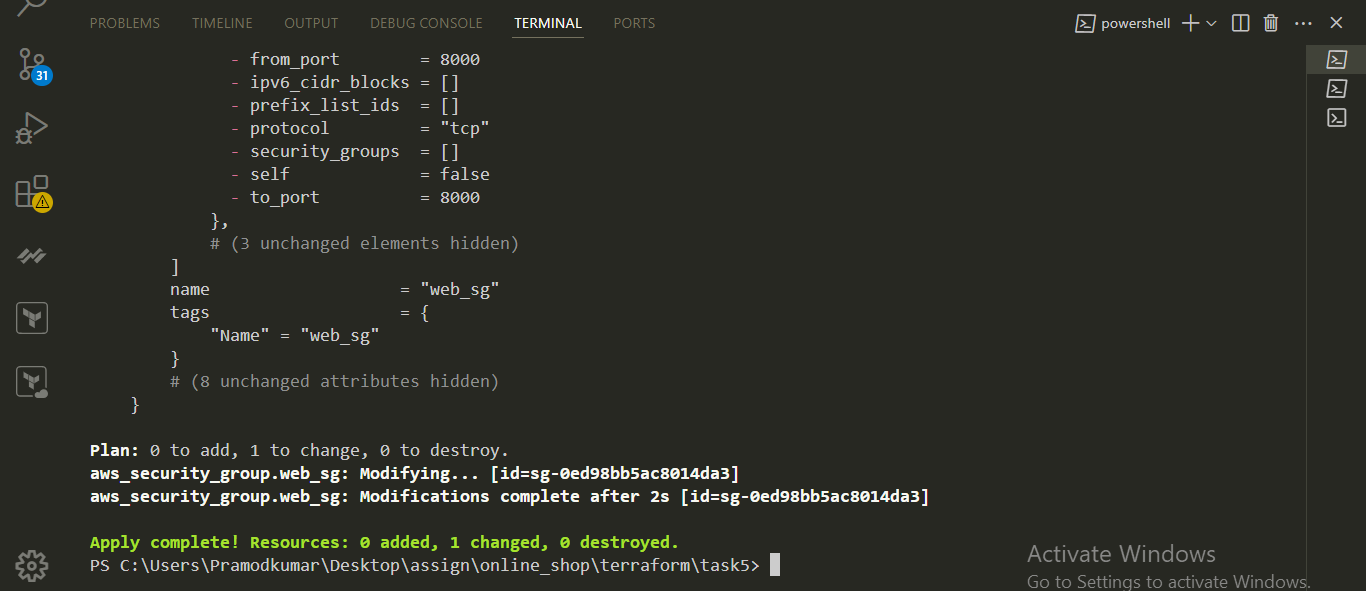 PROBLEMS TIMELINE OUTPUT DEBUG CONSOLE TERMINAL PORTS powershell
- from_port = 8000
31
- ipv6_cidr_blocks = []
- prefix_list_ids = []
- protocol = "tcp"
- security_groups = []
- self = false
- to_port = 8000
},
# (3 unchanged elements hidden)
]
name = "web_sg"
tags = {
"Name" = "web_sg"
}
# (8 unchanged attributes hidden)
}
Plan: 0 to add, 1 to change, 0 to destroy.
aws_security_group.web_sg: Modifying... [id=sg-0ed98bb5ac8014da3]
aws_security_group.web_sg: Modifications complete after 2s [id=sg-0ed98bb5ac8014da3]
Apply complete! Resources: 0 added, 1 changed, 0 destroyed.
PS C:\Users\Pramodkumar\Desktop\assign\online_shop\terraform\task5>
Activate Windows
Go to Settings to activate Windows.